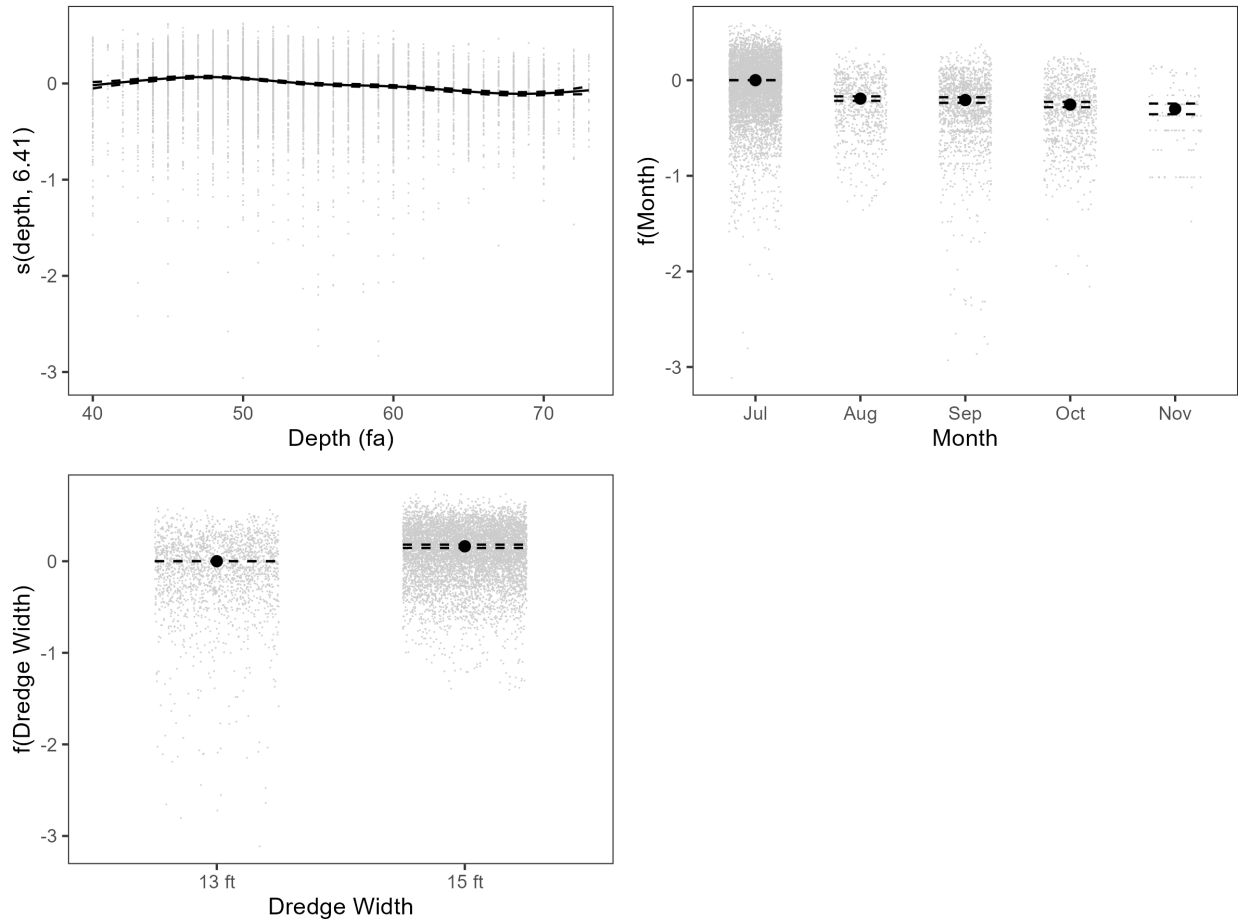 s(depth, 6.41)
0
-1
-2
-3
40 50 60 70
Depth (fa)
f(Month)
0
-1
-2
-3
Jul Aug Sep Oct Nov
Month
f(Dredge Width)
0
-1
-2
-3
13 ft 15 ft
Dredge Width